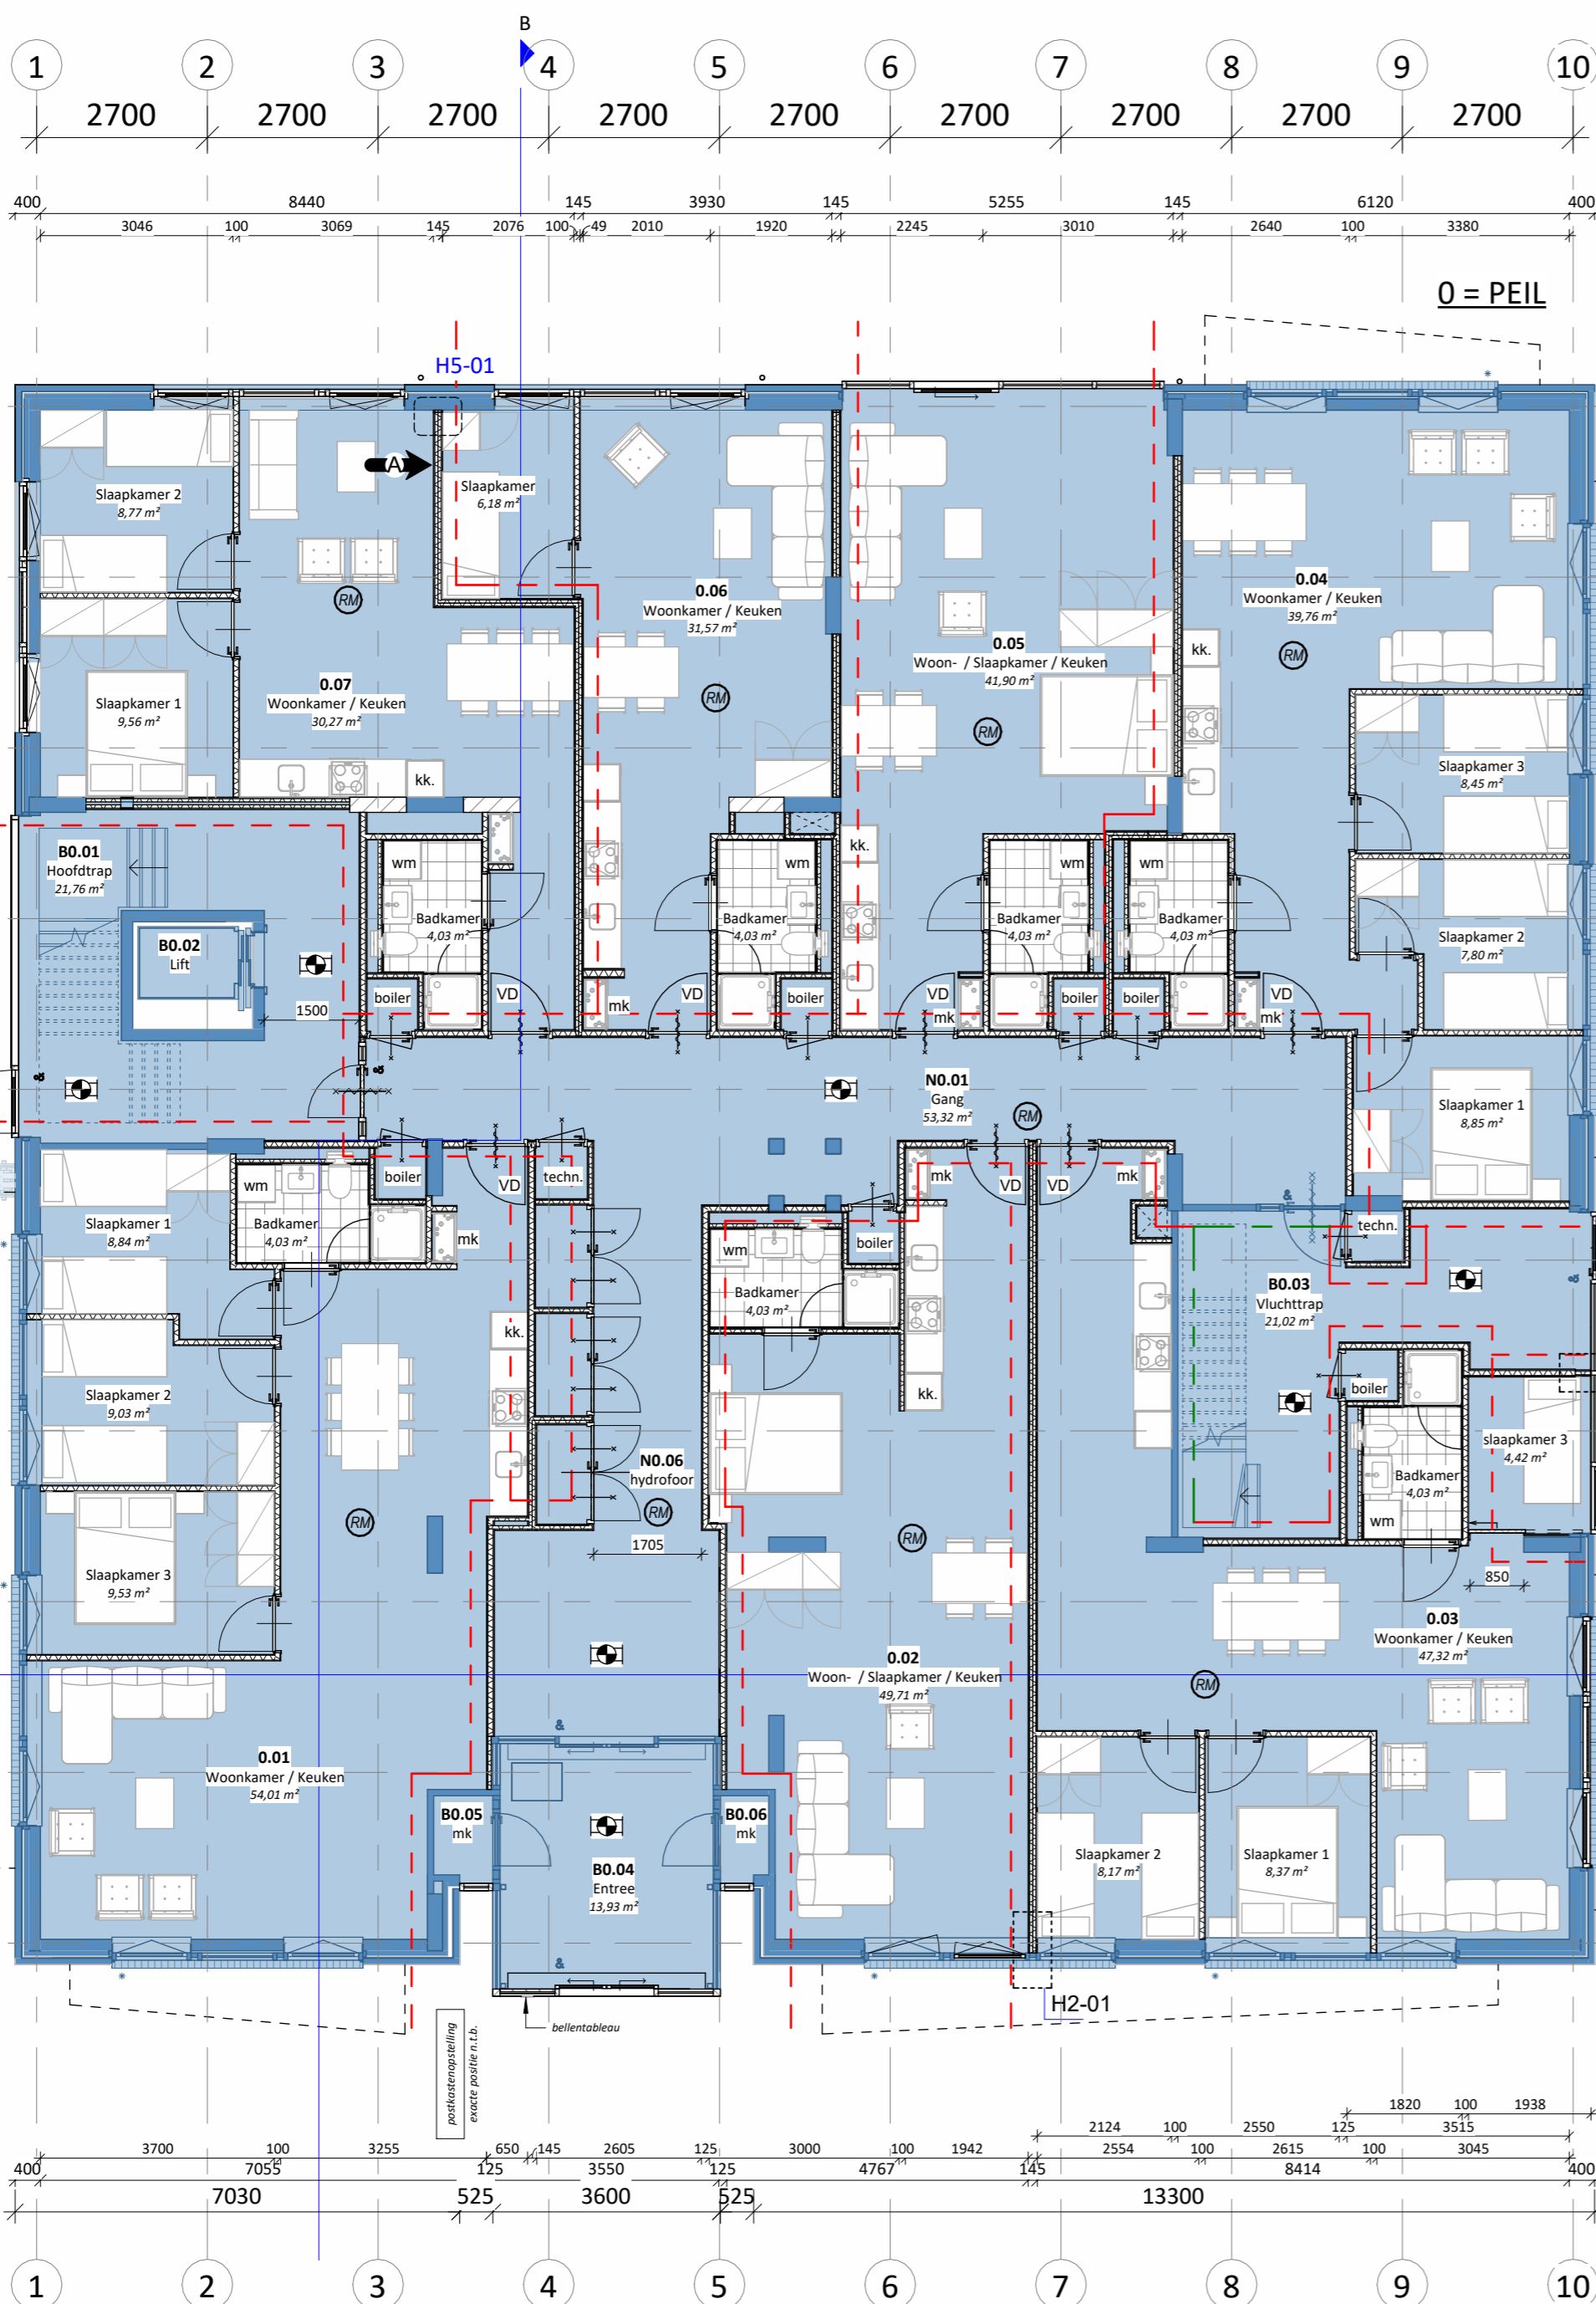 B
1 2 3 4 5 6 7 8 9 10
2700 2700 2700 2700 2700 2700 2700 2700 2700
400 8440 145 3930 145 5255 145 6120 400
3046 100 3069 145 2076 100 49 2010 1920 2245 3010 2640 100 3380
0 = PEIL
H5-01
A
Slaapkamer 2
8,77 m²
Slaapkamer
6,18 m²
RM
0.06
Woonkamer / Keuken
31,57 m²
0.04
Woonkamer / Keuken
39,76 m²
0.05
Woon- / Slaapkamer / Keuken
41,90 m²
kk.
RM
Slaapkamer 1
9,56 m²
0.07
Woonkamer / Keuken
30,27 m²
RM
RM
kk.
Slaapkamer 3
8,45 m²
B0.01
Hoofdtrap
21,76 m²
wm
wm
kk.
wm
wm
Badkamer
4,03 m²
Badkamer
4,03 m²
Badkamer
4,03 m²
Badkamer
4,03 m²
Slaapkamer 2
7,80 m²
B0.02
Lift
1500
boiler
VD
mk
VD
boiler
VD
mk
boiler
boiler
VD
mk
N0.01
Gang
53,32 m²
RM
Slaapkamer 1
8,85 m²
boiler
VD
techn.
mk
VD
VD
mk
wm
Slaapkamer 1
8,84 m²
Badkamer
4,03 m²
mk
wm
boiler
techn.
B0.03
Vluchttrap
21,02 m²
Badkamer
4,03 m²
kk.
kk.
boiler
Slaapkamer 2
9,03 m²
slaapkamer 3
4,42 m²
Badkamer
4,03 m²
wm
N0.06
hydrofoor
RM
RM
RM
1705
850
Slaapkamer 3
9,53 m²
0.03
Woonkamer / Keuken
47,32 m²
0.02
Woon- / Slaapkamer / Keuken
49,71 m²
RM
0.01
Woonkamer / Keuken
54,01 m²
B0.05
mk
B0.06
mk
B0.04
Entree
13,93 m²
Slaapkamer 2
8,17 m²
Slaapkamer 1
8,37 m²
H2-01
bellentableau
postkastenopstelling
exacte positie n.t.b.
1820 100 1938
2124 100 2550 125 3515
3700 100 3255 650 145 2605 125 3000 100 1942 2554 100 2615 100 3045
400 7055 125 3550 125 4767 145 8414 400
7030 525 3600 525 13300
1 2 3 4 5 6 7 8 9 10